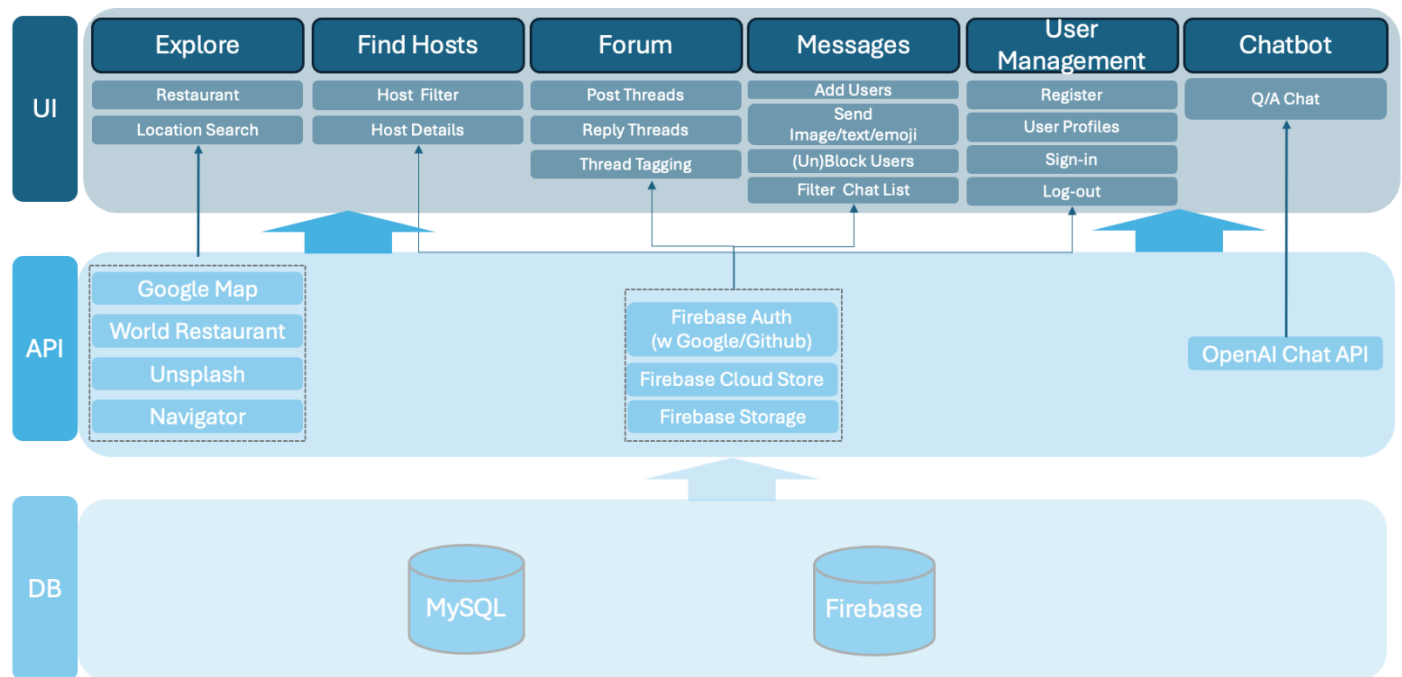 UI
Explore
Restaurant
Location Search
Find Hosts
Host Filter
Host Details
Forum
Post Threads
Reply Threads
Thread Tagging
Messages
Add Users
Send
Image/text/emoji
(Un)Block Users
Filter Chat List
User
Management
Register
User Profiles
Sign-in
Log-out
Chatbot
Q/A Chat
API
Google Map
World Restaurant
Unsplash
Navigator
Firebase Auth
(w Google/Github)
Firebase Cloud Store
Firebase Storage
OpenAI Chat API
DB
MySQL
Firebase